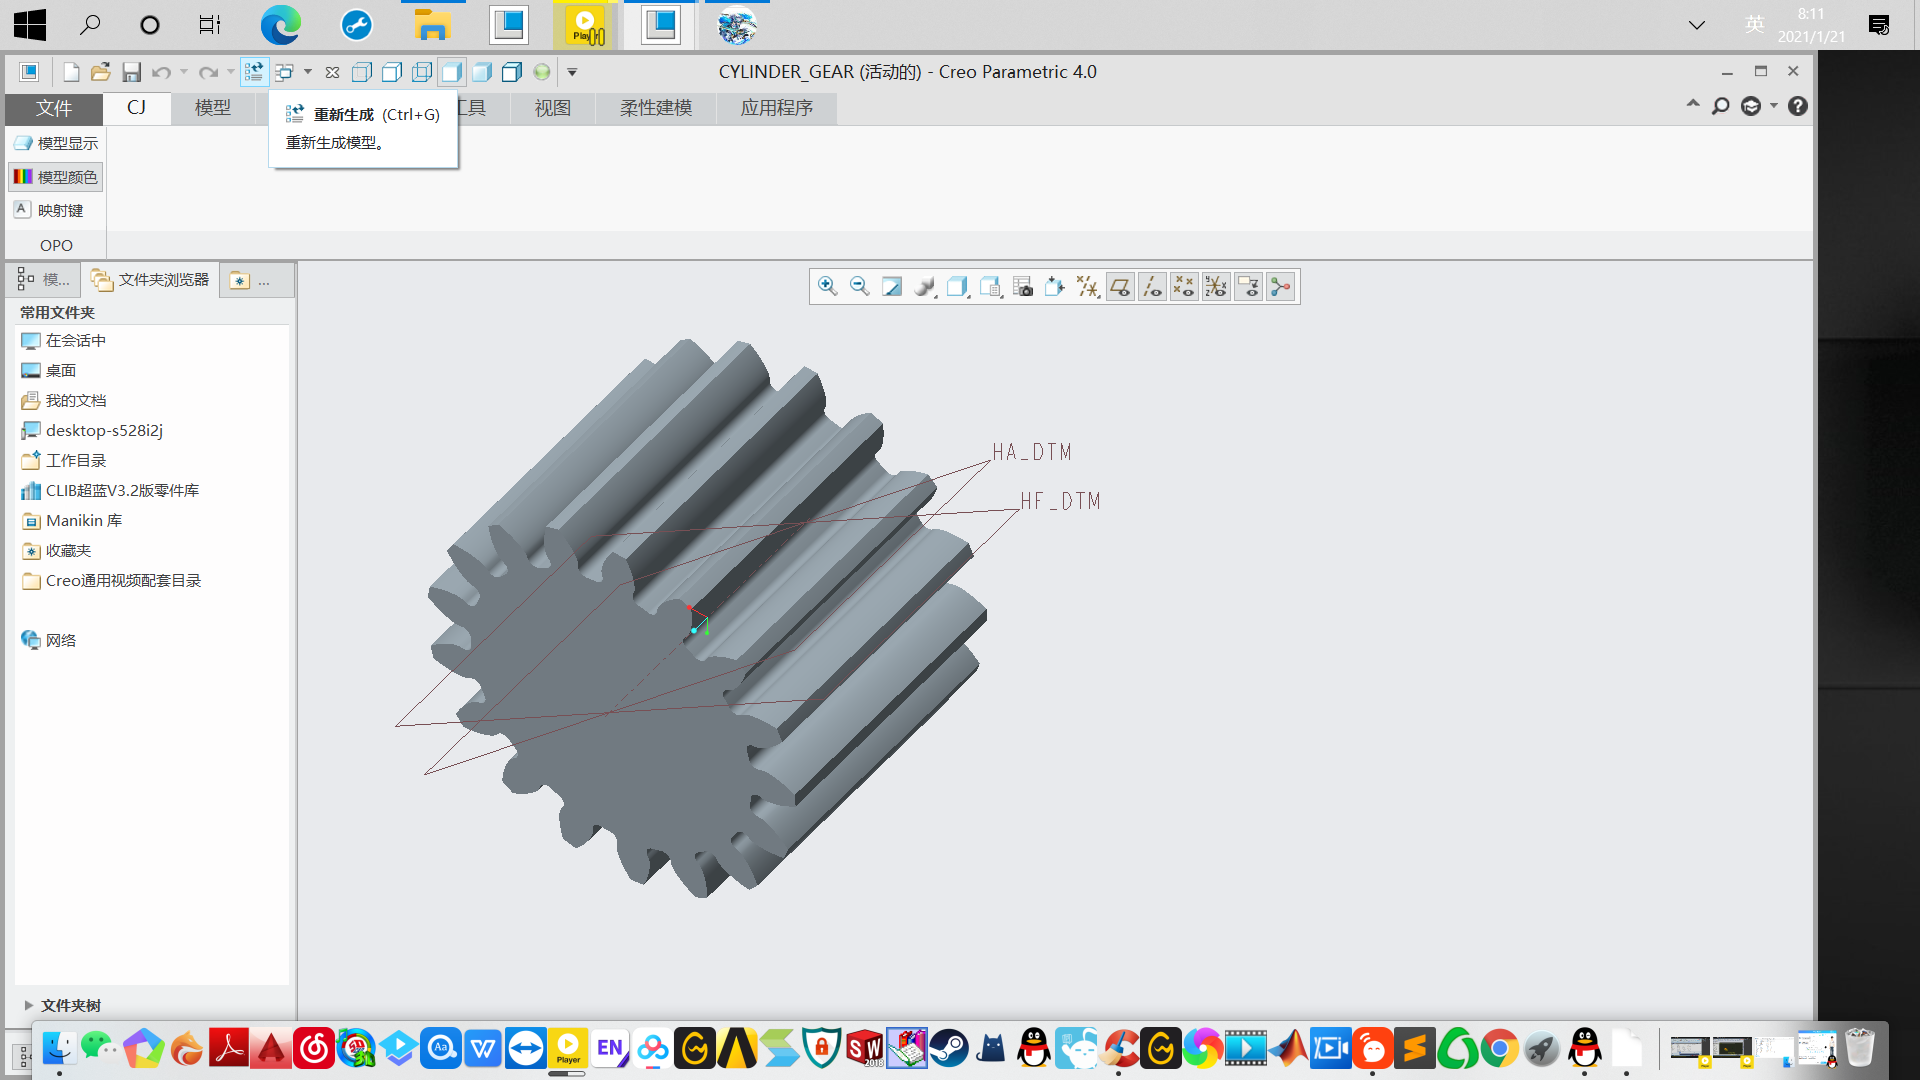 英
8:11
2021/1/21
CYLINDER_GEAR (活动的) - Creo Parametric 4.0
文件
CJ
模型
工具
视图
柔性建模
应用程序
重新生成 (Ctrl+G)
重新生成模型。
模型显示
模型颜色
映射键
OPO
模...
文件夹浏览器
...
常用文件夹
在会话中
桌面
我的文档
desktop-s528i2j
工作目录
CLIB超蓝V3.2版零件库
Manikin 库
收藏夹
Creo通用视频配套目录
网络
文件夹树
HA_DTM
HF_DTM
Player
EN
SW
2018